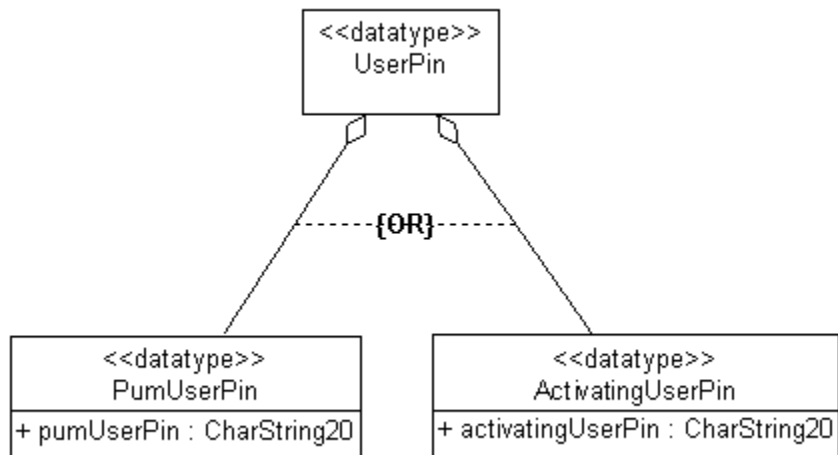 <<datatype>>
UserPin
{OR}
<<datatype>>
PumUserPin
+ pumUserPin : CharString20
<<datatype>>
ActivatingUserPin
+ activatingUserPin : CharString20